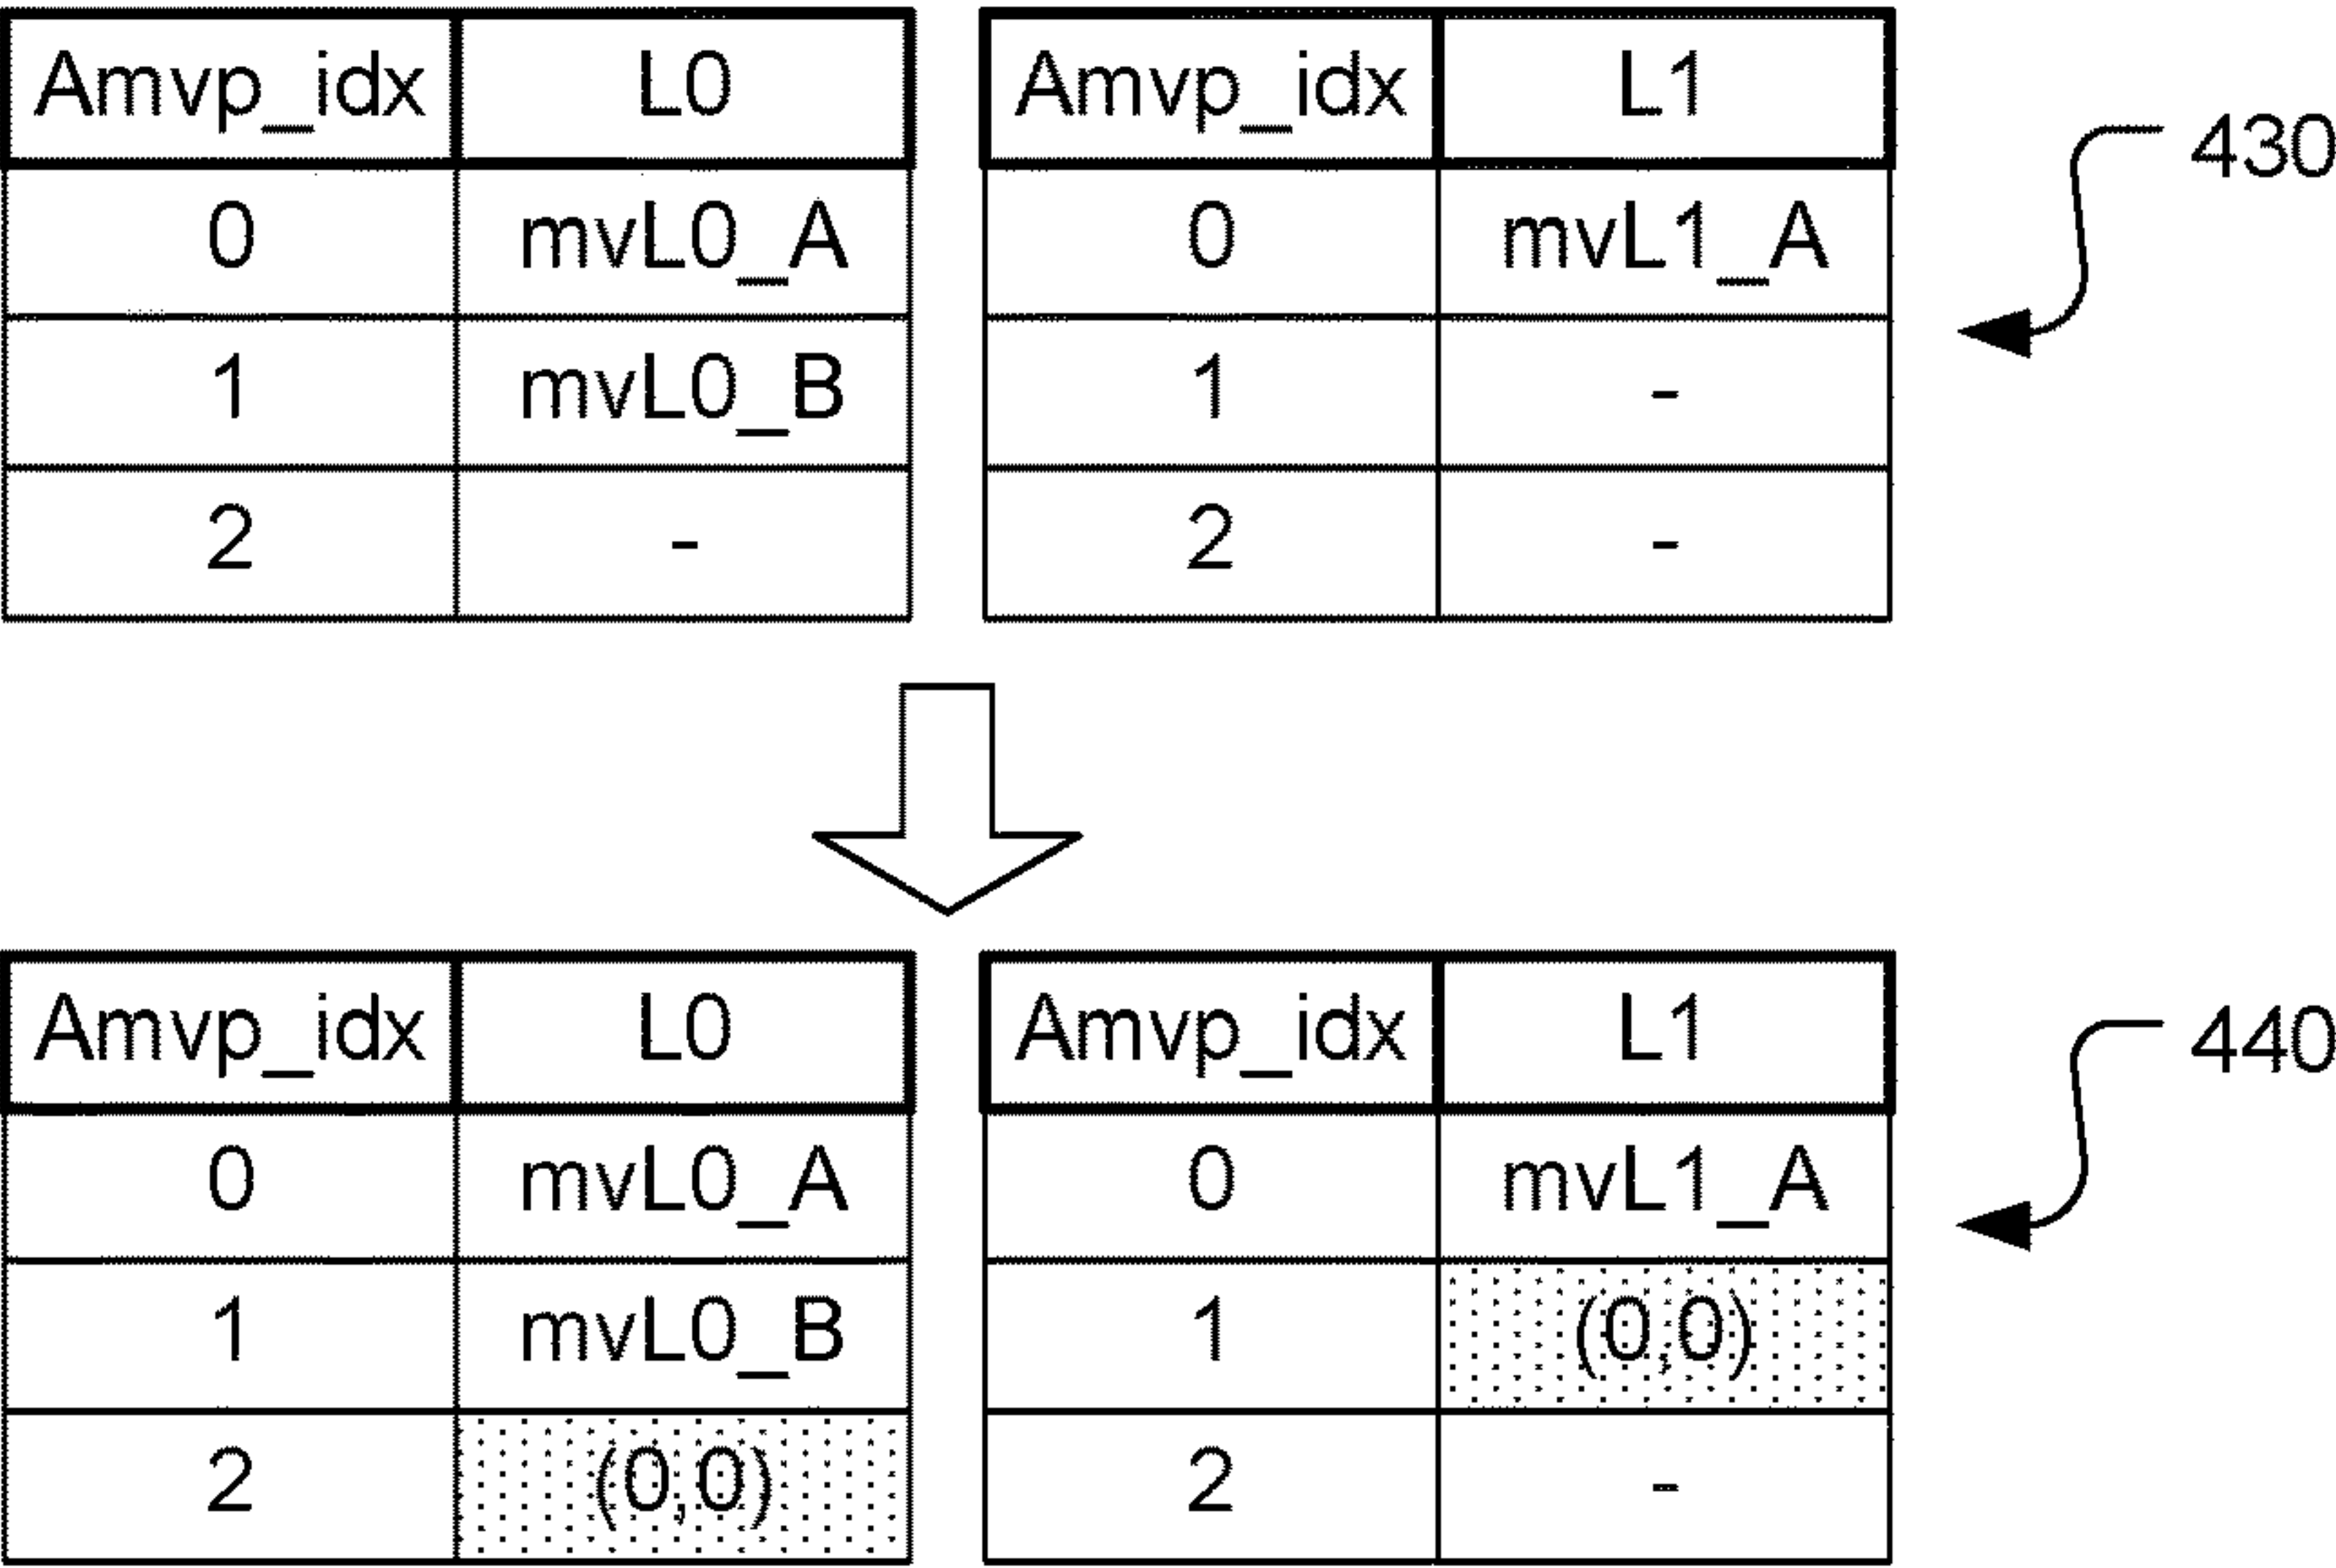 Amvp_idx L0 Amvp_idx L1
430
0 mvL0_A 0 mvL1_A
1 mvL0_B 1 -
2 - 2 -
Amvp_idx L0 Amvp_idx L1
440
0 mvL0_A 0 mvL1_A
1 mvL0_B 1 (0,0)
2 (0,0) 2 -